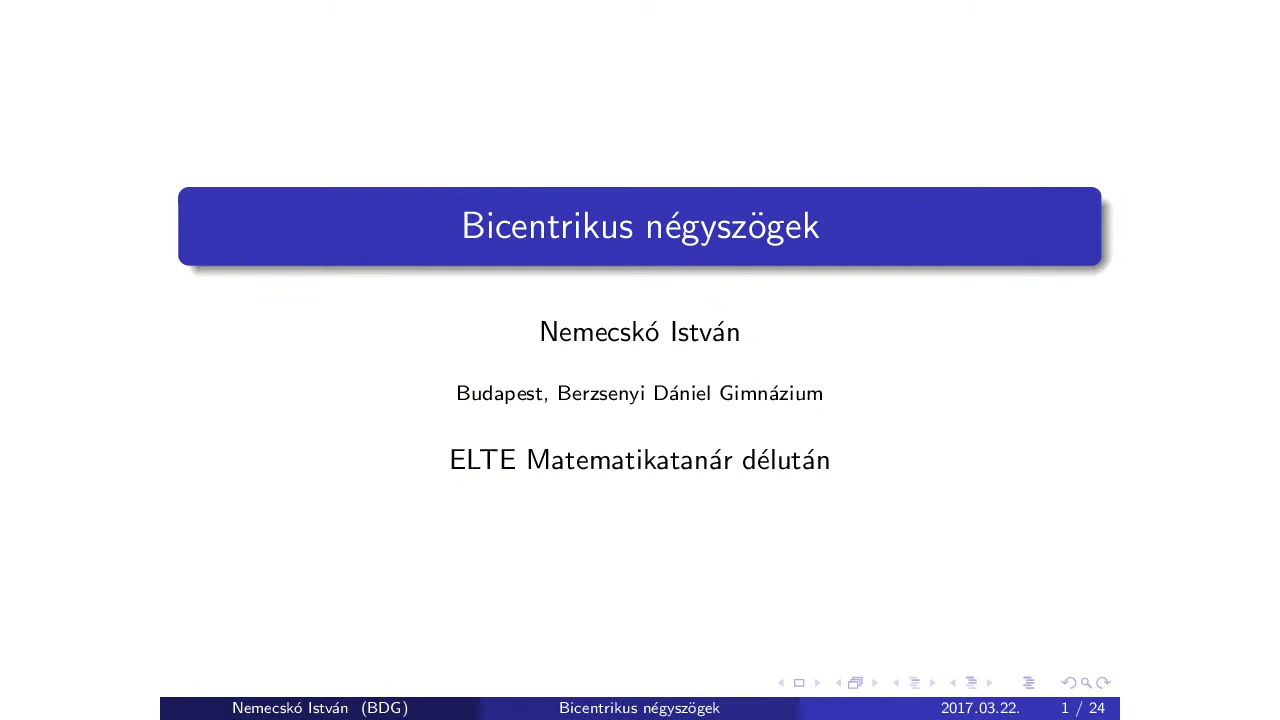 Bicentrikus négyszögek
Nemecskó István
Budapest, Berzsenyi Dániel Gimnázium
ELTE Matematikatanár délután
Nemecskó István (BDG) Bicentrikus négyszögek 2017.03.22. 1 / 24